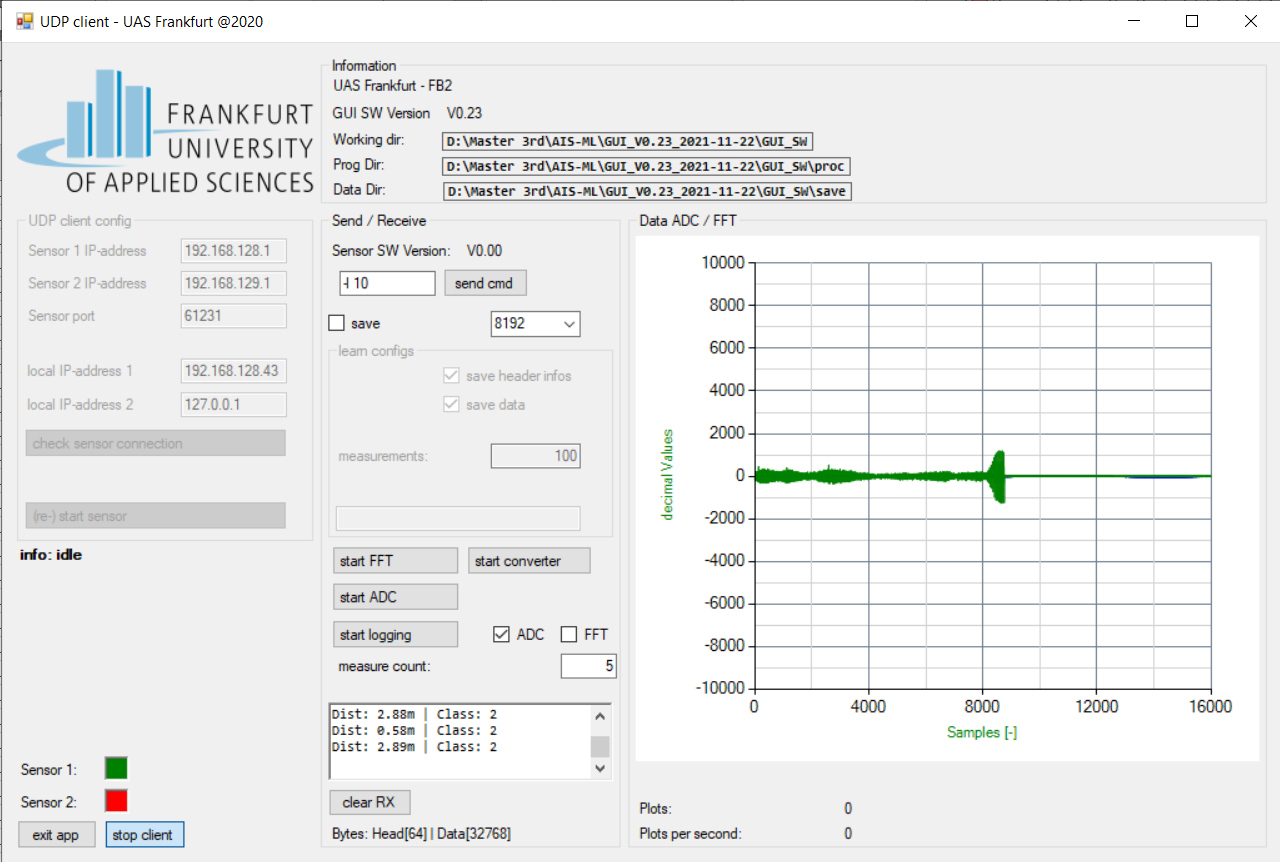 UDP client - UAS Frankfurt @2020
FRANKFURT
UNIVERSITY
OF APPLIED SCIENCES
Information
UAS Frankfurt - FB2
GUI SW Version V0.23
Working dir: D:\Master 3rd\AIS-ML\GUI_V0.23_2021-11-22\GUI_SW
Prog Dir: D:\Master 3rd\AIS-ML\GUI_V0.23_2021-11-22\GUI_SW\proc
Data Dir: D:\Master 3rd\AIS-ML\GUI_V0.23_2021-11-22\GUI_SW\save
UDP client config
Sensor 1 IP-address 192.168.128.1
Sensor 2 IP-address 192.168.129.1
Sensor port 61231
local IP-address 1 192.168.128.43
local IP-address 2 127.0.0.1
check sensor connection
(re-) start sensor
info: idle
Sensor 1:
Sensor 2:
exit app stop client
Send / Receive
Sensor SW Version: V0.00
10 send cmd
save 8192
learn configs
save header infos
save data
measurements: 100
start FFT start converter
start ADC
start logging ADC FFT
measure count: 5
Dist: 2.88m | Class: 2
Dist: 0.58m | Class: 2
Dist: 2.89m | Class: 2
clear RX
Bytes: Head[64] | Data[32768]
Data ADC / FFT
10000
8000
6000
4000
2000
0
-2000
-4000
-6000
-8000
-10000
decimal Values
0 4000 8000 12000 16000
Samples [-]
Plots: 0
Plots per second: 0